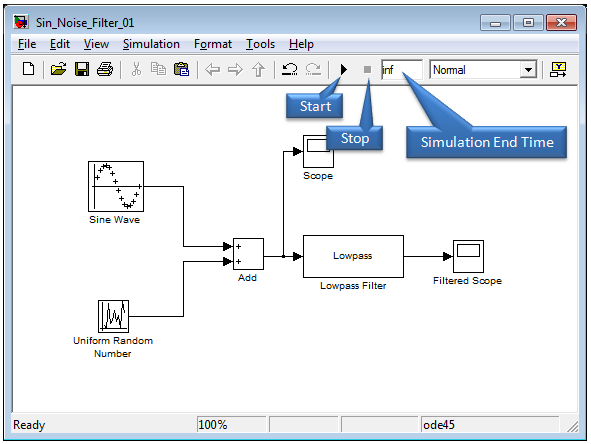 Sin_Noise_Filter_01
File Edit View Simulation Format Tools Help
inf Normal
Start
Stop
Simulation End Time
Scope
Sine Wave
Add
Lowpass
Lowpass Filter
Filtered Scope
Uniform Random
Number
Ready 100% ode45